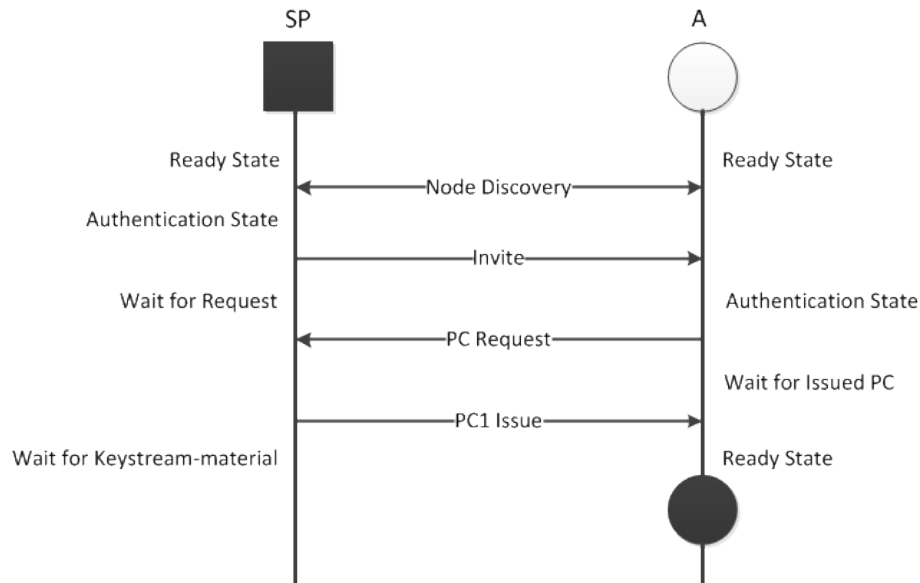 SP
A
Ready State
Ready State
Node Discovery
Authentication State
Invite
Wait for Request
Authentication State
PC Request
Wait for Issued PC
PC1 Issue
Wait for Keystream-material
Ready State